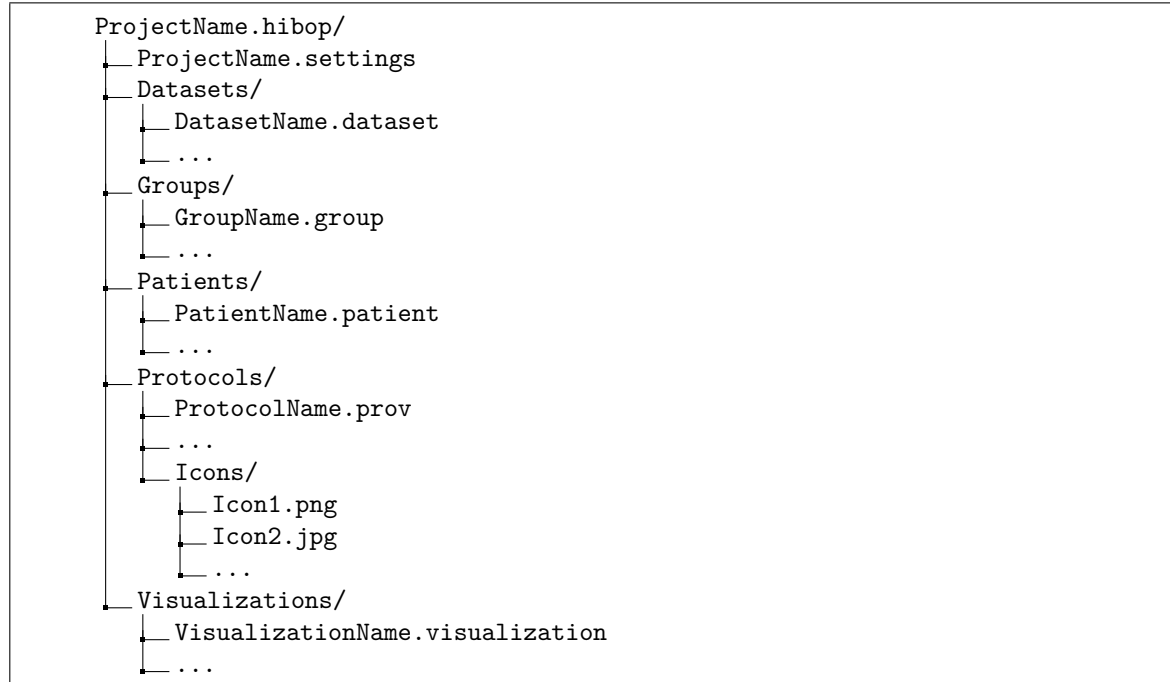 ProjectName.hibop/
ProjectName.settings
Datasets/
DatasetName.dataset
...
Groups/
GroupName.group
...
Patients/
PatientName.patient
...
Protocols/
ProtocolName.prov
...
Icons/
Icon1.png
Icon2.jpg
...
Visualizations/
VisualizationName.visualization
...